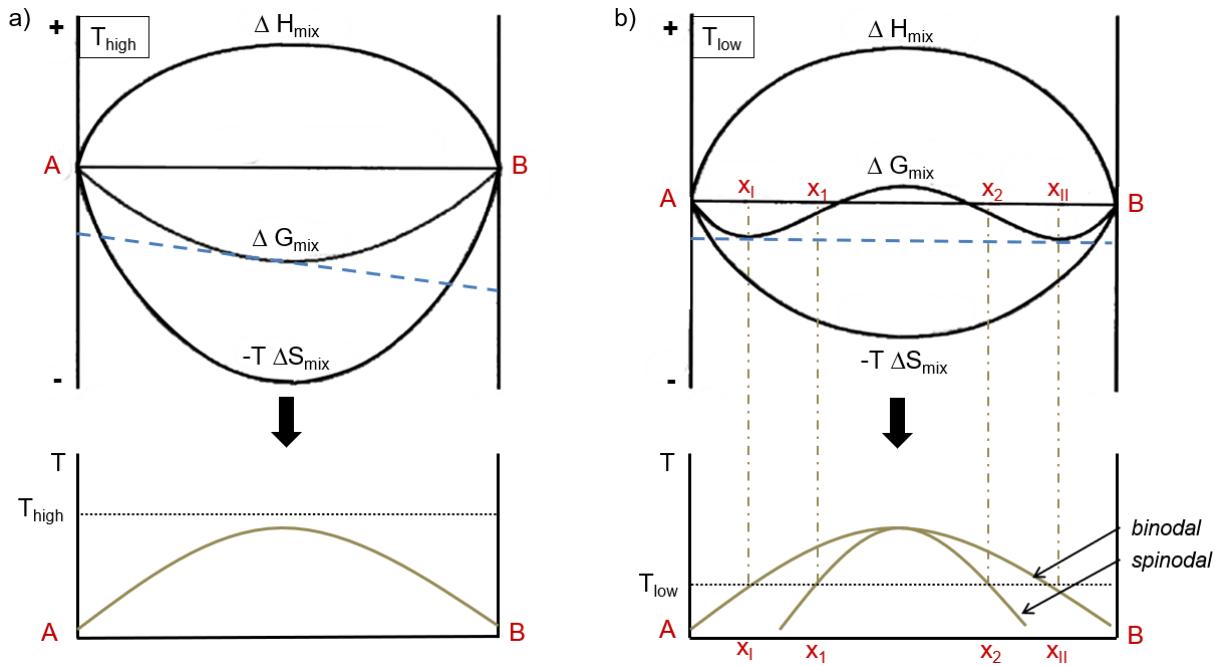 a)
+
T_high
Δ H_mix
A
B
Δ G_mix
-T ΔS_mix
-
T
T_high
A
B
b)
+
T_low
Δ H_mix
Δ G_mix
x_I
x_1
x_2
x_II
A
B
-T ΔS_mix
-
T
binodal
spinodal
T_low
A
B
x_I
x_1
x_2
x_II